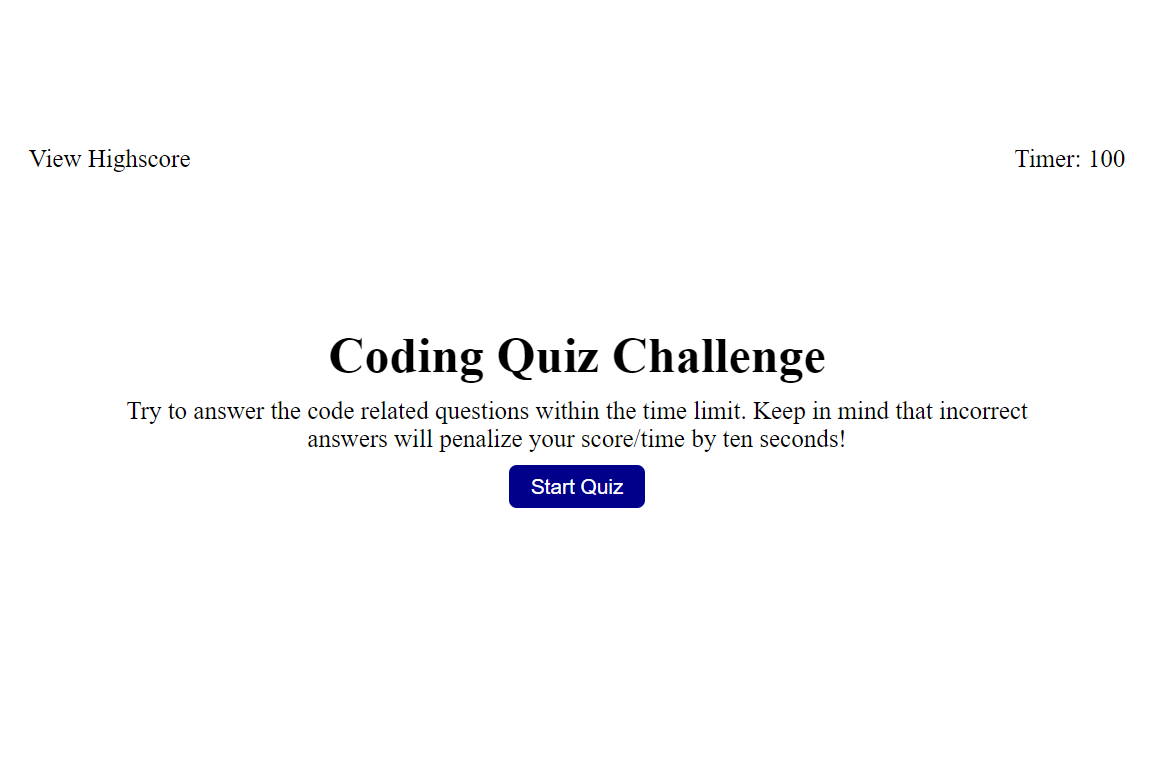 View Highscore
Timer: 100
Coding Quiz Challenge
Try to answer the code related questions within the time limit. Keep in mind that incorrect
answers will penalize your score/time by ten seconds!
Start Quiz